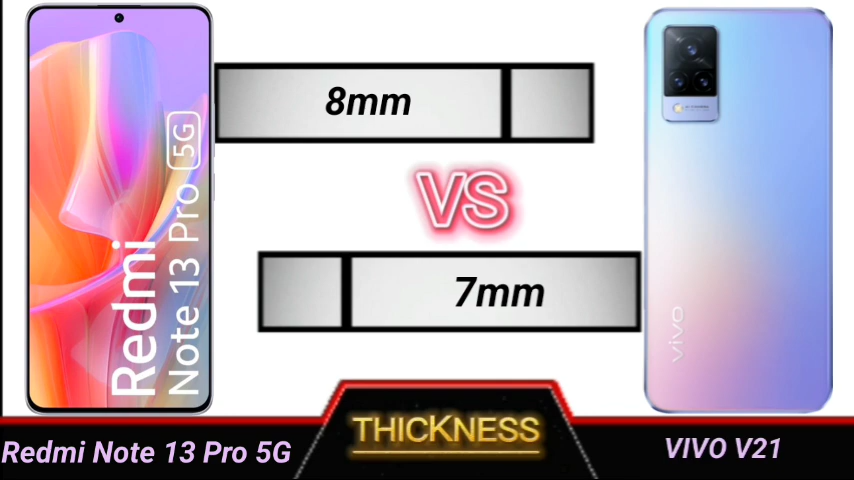 Redmi
Note 13 Pro 5G
8mm
VS
7mm
vivo
THICKNESS
Redmi Note 13 Pro 5G
VIVO V21